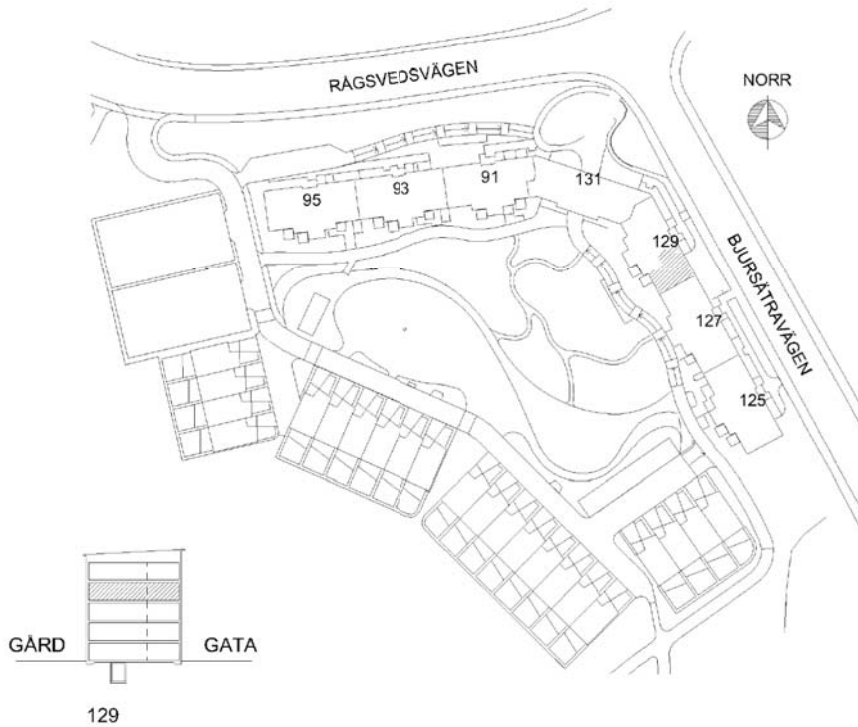 RÅGSVEDSVÄGEN
NORR
95
93
91
131
129
BJURSÄTRAVÄGEN
127
125
GÅRD
GATA
129